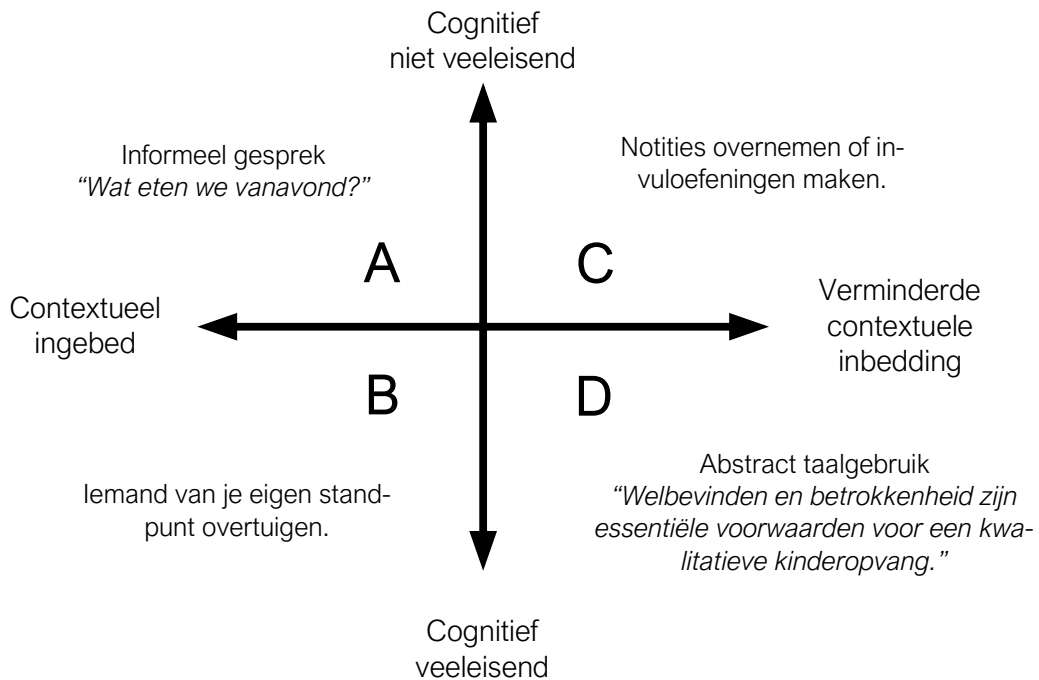 Cognitief
niet veeleisend
Informeel gesprek
“Wat eten we vanavond?”
Notities overnemen of in-
vuloefeningen maken.
A
C
Contextueel
ingebed
Verminderde
contextuele
inbedding
B
D
Iemand van je eigen stand-
punt overtuigen.
Abstract taalgebruik
“Welbevinden en betrokkenheid zijn
essentiële voorwaarden voor een kwa-
litatieve kinderopvang.”
Cognitief
veeleisend